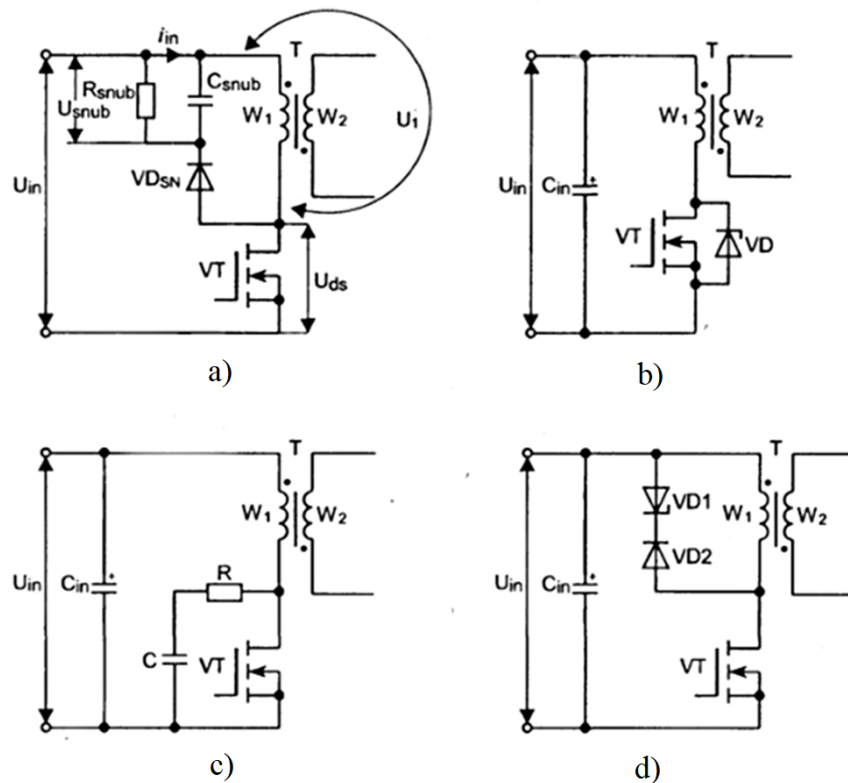 i_in
T
R_snub
C_snub
U_snub
W₁
W₂
U₁
U_in
VD_SN
VT
U_ds
a)
T
W₁
W₂
U_in
C_in
+
VT
VD
b)
T
W₁
W₂
U_in
C_in
+
R
C
VT
c)
T
VD1
W₁
W₂
U_in
C_in
+
VD2
VT
d)